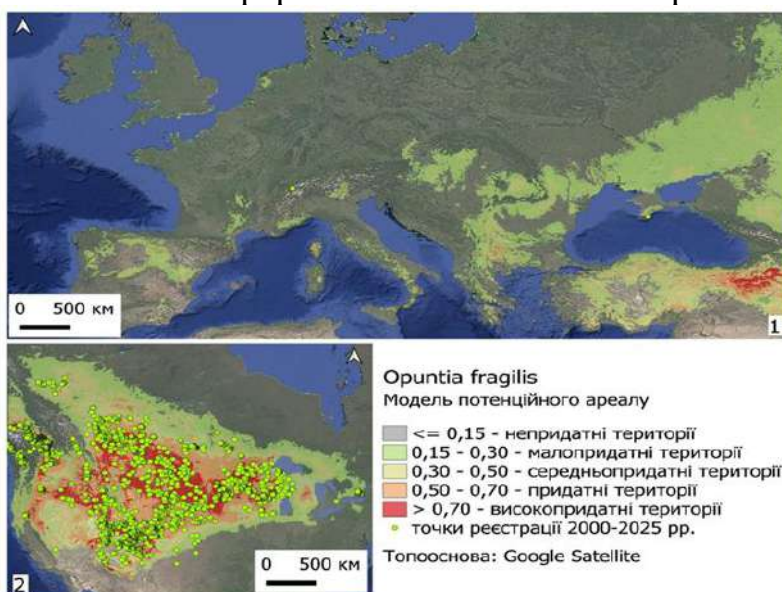 0 500 км
1
Opuntia fragilis
Модель потенційного ареалу
<= 0,15 - непридатні території
0,15 - 0,30 - малопридатні території
0,30 - 0,50 - середньопридатні території
0,50 - 0,70 - придатні території
> 0,70 - високопридатні території
точки реєстрації 2000-2025 рр.
Топооснова: Google Satellite
0 500 км
2